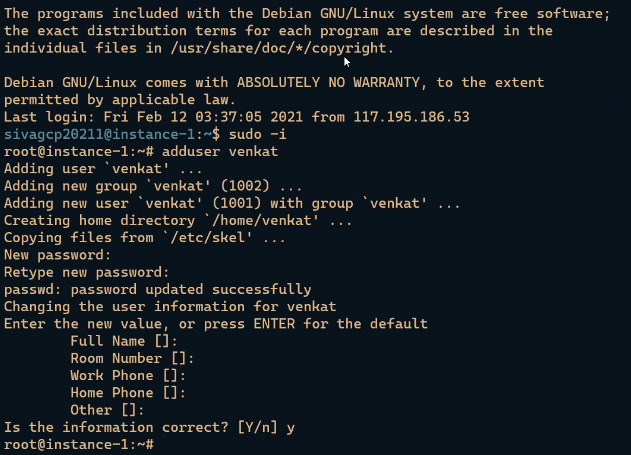 The programs included with the Debian GNU/Linux system are free software;
the exact distribution terms for each program are described in the
individual files in /usr/share/doc/*/copyright.
Debian GNU/Linux comes with ABSOLUTELY NO WARRANTY, to the extent
permitted by applicable law.
Last login: Fri Feb 12 03:37:05 2021 from 117.195.186.53
sivagcp20211@instance-1:~$ sudo -i
root@instance-1:~# adduser venkat
Adding user `venkat' ...
Adding new group `venkat' (1002) ...
Adding new user `venkat' (1001) with group `venkat' ...
Creating home directory `/home/venkat' ...
Copying files from `/etc/skel' ...
New password:
Retype new password:
passwd: password updated successfully
Changing the user information for venkat
Enter the new value, or press ENTER for the default
        Full Name []:
        Room Number []:
        Work Phone []:
        Home Phone []:
        Other []:
Is the information correct? [Y/n] y
root@instance-1:~#